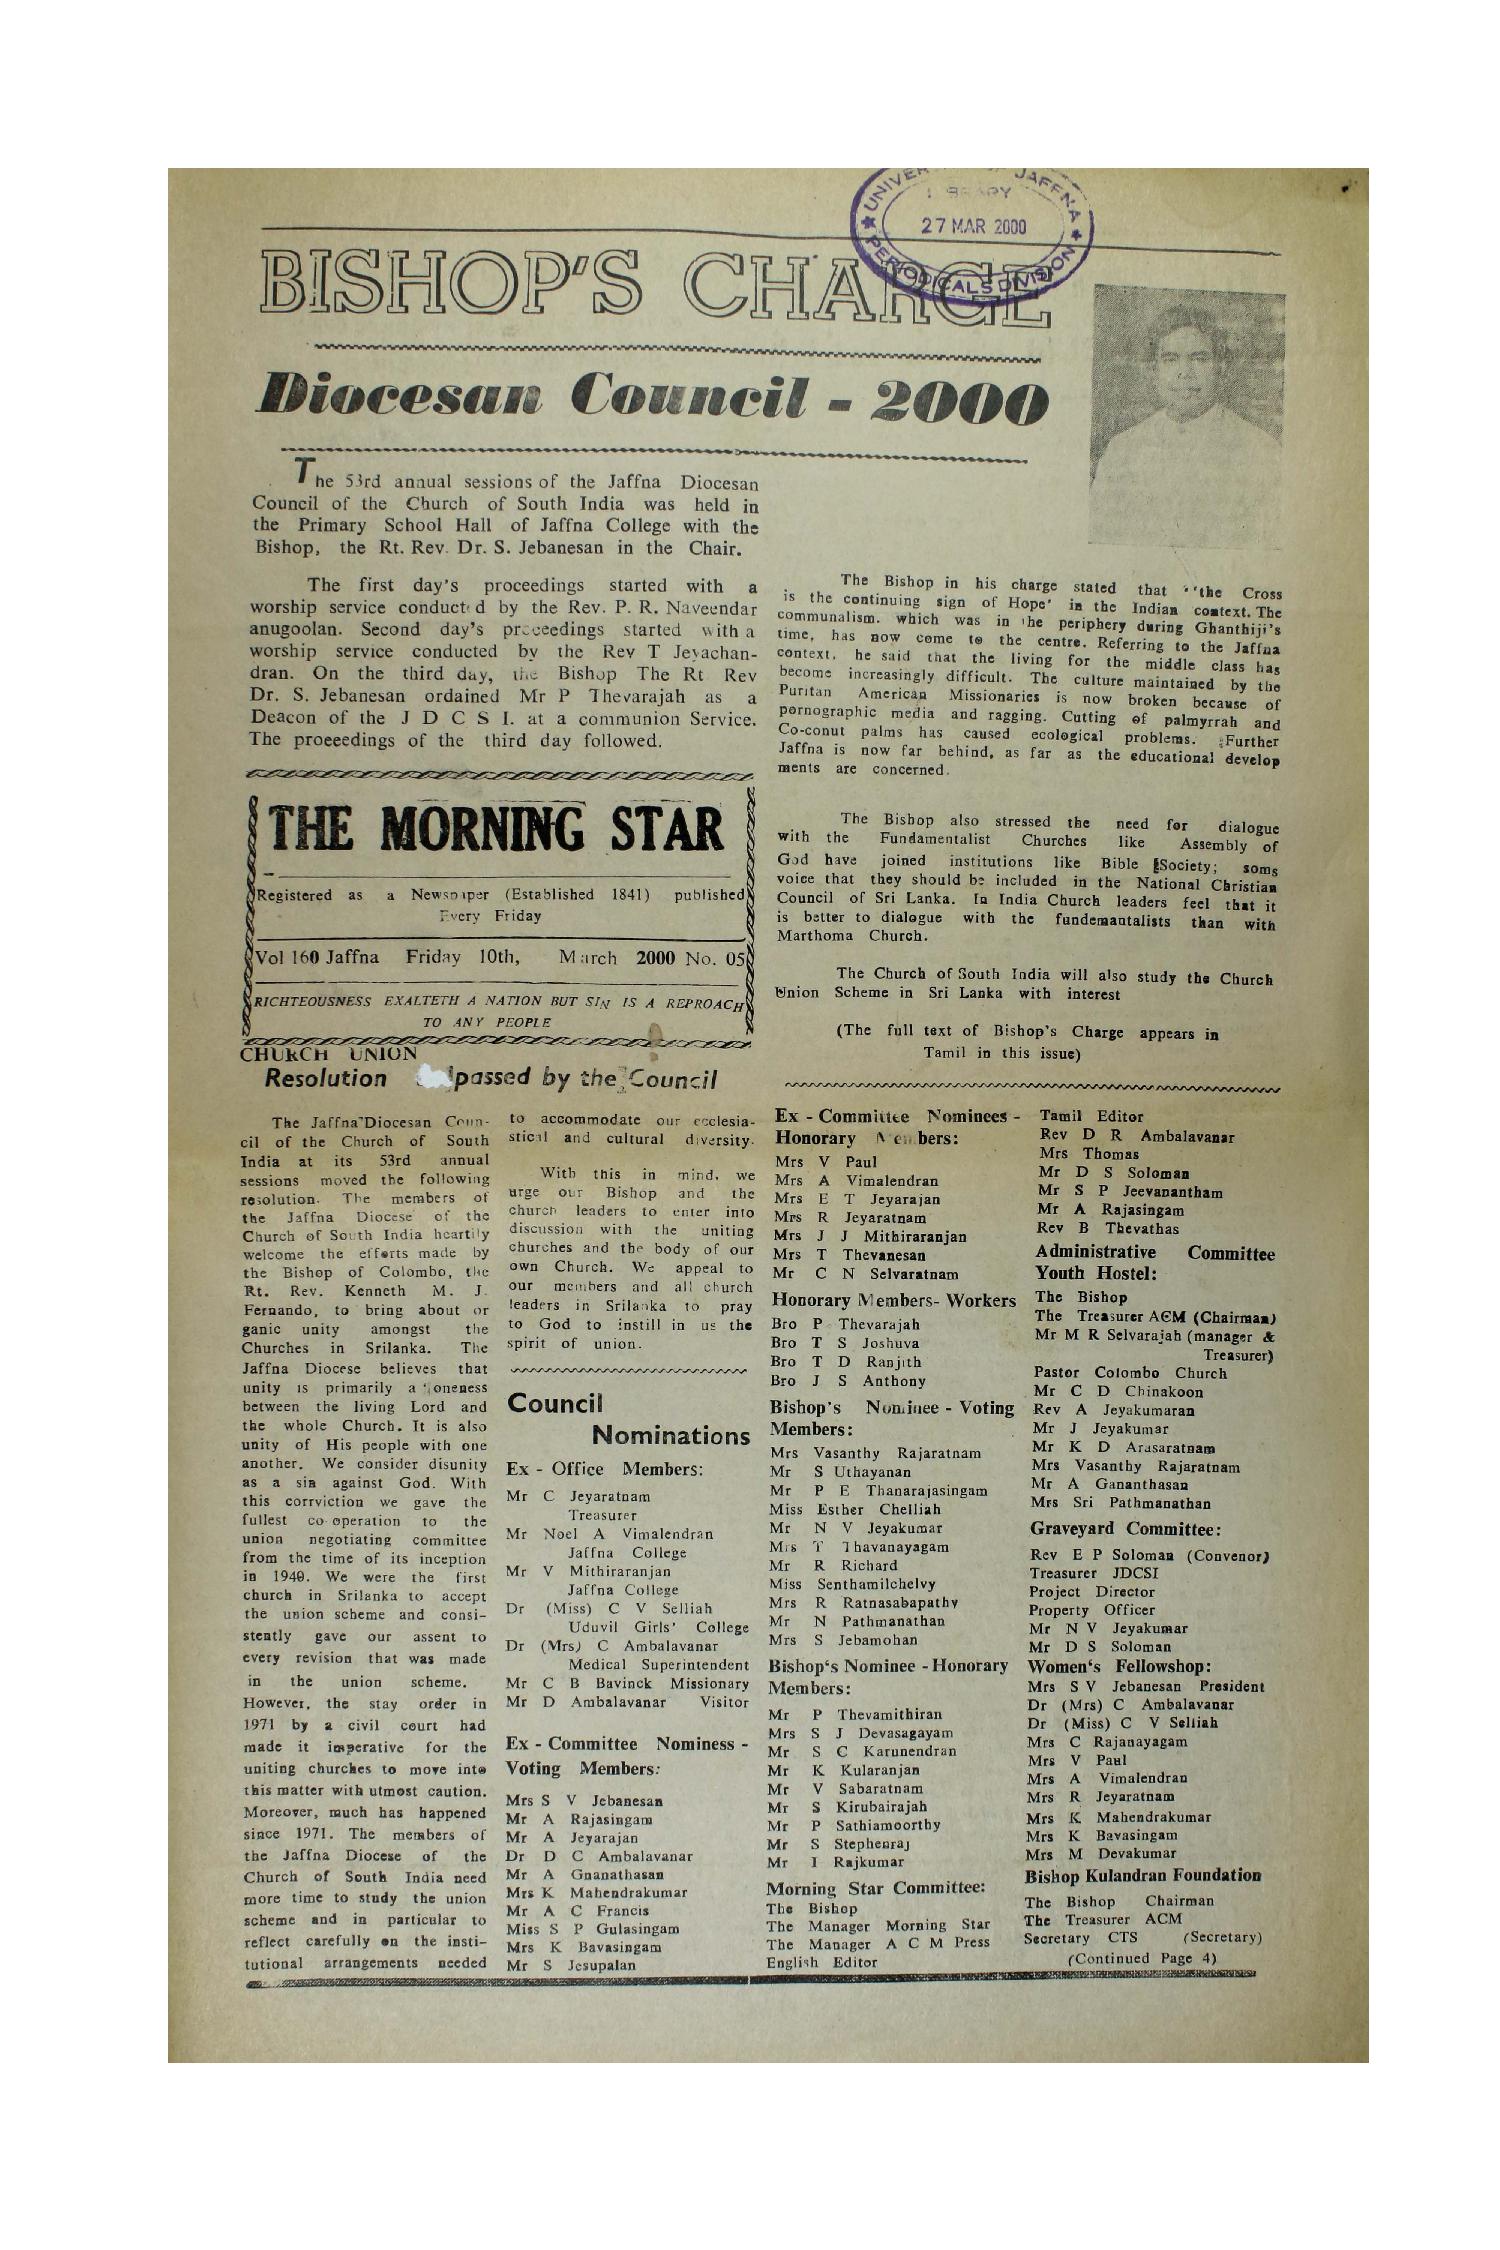 UNIVER JAFFNA
27 MAR 2000
PERIODICALS DIVISION
BISHOP'S CHARGE
Diocesan Council - 2000
The 53rd annual sessions of the Jaffna Diocesan
Council of the Church of South India was held in
the Primary School Hall of Jaffna College with the
Bishop, the Rt. Rev. Dr. S. Jebanesan in the Chair.
The first day's proceedings started with a
worship service conducted by the Rev. P. R. Naveendar
anugoolan. Second day's proceedings started with a
worship service conducted by the Rev T Jeyachan-
dran. On the third day, the Bishop The Rt Rev
Dr. S. Jebanesan ordained Mr P Thevarajah as a
Deacon of the J D C S I. at a communion Service.
The proeeedings of the third day followed.
The Bishop in his charge stated that ''the Cross
is the continuing sign of Hope' in the Indian context. The
communalism. which was in the periphery during Ghanthiji's
time, has now come to the centre. Referring to the Jaffna
context, he said that the living for the middle class has
become increasingly difficult. The culture maintained by the
Puritan American Missionaries is now broken because of
pornographic media and ragging. Cutting of palmyrrah and
Co-conut palms has caused ecological problems. Further
Jaffna is now far behind, as far as the educational develop
ments are concerned.
The Bishop also stressed the need for dialogue
with the Fundamentalist Churches like Assembly of
God have joined institutions like Bible Society; soms
voice that they should be included in the National Christian
Council of Sri Lanka. In India Church leaders feel that it
is better to dialogue with the fundemantalists than with
Marthoma Church.
The Church of South India will also study the Church
Union Scheme in Sri Lanka with interest
(The full text of Bishop's Charge appears in
Tamil in this issue)
THE MORNING STAR
Registered as a Newspaper (Established 1841) published
Every Friday
Vol 160 Jaffna Friday 10th, March 2000 No. 05
RICHTEOUSNESS EXALTETH A NATION BUT SIN IS A REPROACH
TO ANY PEOPLE
CHURCH UNION
Resolution passed by the Council
The Jaffna Diocesan Coun-
cil of the Church of South
India at its 53rd annual
sessions moved the following
resolution. The members of
the Jaffna Diocese of the
Church of South India heartily
welcome the efforts made by
the Bishop of Colombo, the
Rt. Rev. Kenneth M. J.
Fernando, to bring about or
ganic unity amongst the
Churches in Srilanka. The
Jaffna Diocese believes that
unity is primarily a oneness
between the living Lord and
the whole Church. It is also
unity of His people with one
another. We consider disunity
as a sin against God. With
this corrviction we gave the
fullest co-operation to the
union negotiating committee
from the time of its inception
in 1940. We were the first
church in Srilanka to accept
the union scheme and consi-
stently gave our assent to
every revision that was made
in the union scheme.
However, the stay order in
1971 by a civil court had
made it imperative for the
uniting churches to move into
this matter with utmost caution.
Moreover, much has happened
since 1971. The members of
the Jaffna Diocese of the
Church of South India need
more time to study the union
scheme and in particular to
reflect carefully on the insti-
tutional arrangements needed
to accommodate our ecclesia-
stical and cultural diversity.
With this in mind, we
urge our Bishop and the
church leaders to enter into
discussion with the uniting
churches and the body of our
own Church. We appeal to
our members and all church
leaders in Srilanka to pray
to God to instill in us the
spirit of union.
Council
Nominations
Ex - Office Members:
Mr C Jeyaratnam
Treasurer
Mr Noel A Vimalendran
Jaffna College
Mr V Mithiraranjan
Jaffna College
Dr (Miss) C V Selliah
Uduvil Girls' College
Dr (Mrs) C Ambalavanar
Medical Superintendent
Mr C B Bavinck Missionary
Mr D Ambalavanar Visitor
Ex - Committee Nominess -
Voting Members:
Mrs S V Jebanesan
Mr A Rajasingam
Mr A Jeyarajan
Dr D C Ambalavanar
Mr A Gnanathasan
Mrs K Mahendrakumar
Mr A C Francis
Miss S P Gulasingam
Mrs K Bavasingam
Mr S Jesupalan
Ex - Committee Nominees -
Honorary Members:
Mrs V Paul
Mrs A Vimalendran
Mrs E T Jeyarajan
Mrs R Jeyaratnam
Mrs J J Mithiraranjan
Mrs T Thevanesan
Mr C N Selvaratnam
Honorary Members- Workers
Bro P Thevarajah
Bro T S Joshuva
Bro T D Ranjith
Bro J S Anthony
Bishop's Nominee - Voting
Members:
Mrs Vasanthy Rajaratnam
Mr S Uthayanan
Mr P E Thanarajasingam
Miss Esther Chelliah
Mr N V Jeyakumar
Mrs T Thavanayagam
Mr R Richard
Miss Senthamilchelvy
Mrs R Ratnasabapathy
Mr N Pathmanathan
Mrs S Jebamohan
Bishop's Nominee - Honorary
Members:
Mr P Thevamithiran
Mrs S J Devasagayam
Mr S C Karunendran
Mr K Kularanjan
Mr V Sabaratnam
Mr S Kirubairajah
Mr P Sathiamoorthy
Mr S Stephenraj
Mr I Rajkumar
Morning Star Committee:
The Bishop
The Manager Morning Star
The Manager A C M Press
English Editor
Tamil Editor
Rev D R Ambalavanar
Mrs Thomas
Mr D S Soloman
Mr S P Jeevanantham
Mr A Rajasingam
Rev B Thevathas
Administrative Committee
Youth Hostel:
The Bishop
The Treasurer ACM (Chairman)
Mr M R Selvarajah (manager &
Treasurer)
Pastor Colombo Church
Mr C D Chinakoon
Rev A Jeyakumaran
Mr J Jeyakumar
Mr K D Arasaratnam
Mrs Vasanthy Rajaratnam
Mr A Gananthasan
Mrs Sri Pathmanathan
Graveyard Committee:
Rev E P Soloman (Convenor)
Treasurer JDCSI
Project Director
Property Officer
Mr N V Jeyakumar
Mr D S Soloman
Women's Fellowshop:
Mrs S V Jebanesan President
Dr (Mrs) C Ambalavanar
Dr (Miss) C V Selliah
Mrs C Rajanayagam
Mrs V Paul
Mrs A Vimalendran
Mrs R Jeyaratnam
Mrs K Mahendrakumar
Mrs K Bavasingam
Mrs M Devakumar
Bishop Kulandran Foundation
The Bishop Chairman
The Treasurer ACM
Secretary CTS (Secretary)
(Continued Page 4)